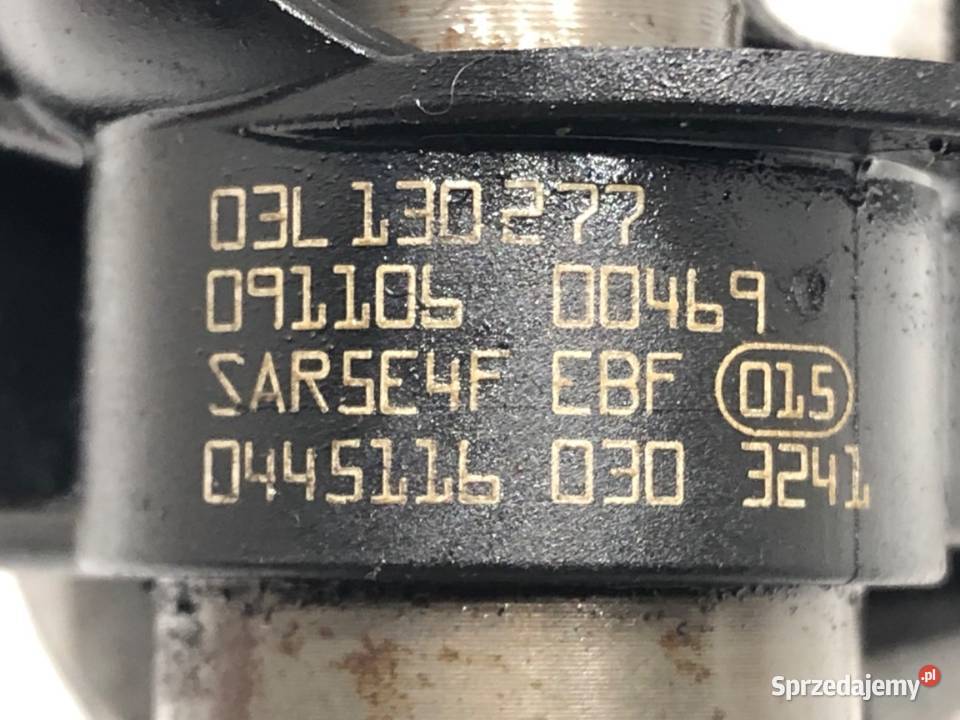 03L 130 277
091105 00469
SAR5E4F EBF 015
0445116 030 3241
Sprzedajemy.pl